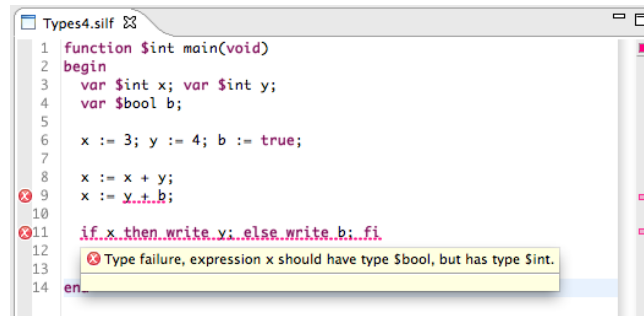 Types4.silf
1 function $int main(void)
2 begin
3 var $int x; var $int y;
4 var $bool b;
5
6 x := 3; y := 4; b := true;
7
8 x := x + y;
9 x := y + b;
10
11 if x then write y; else write b; fi
12
Type failure, expression x should have type $bool, but has type $int.
13
14 en